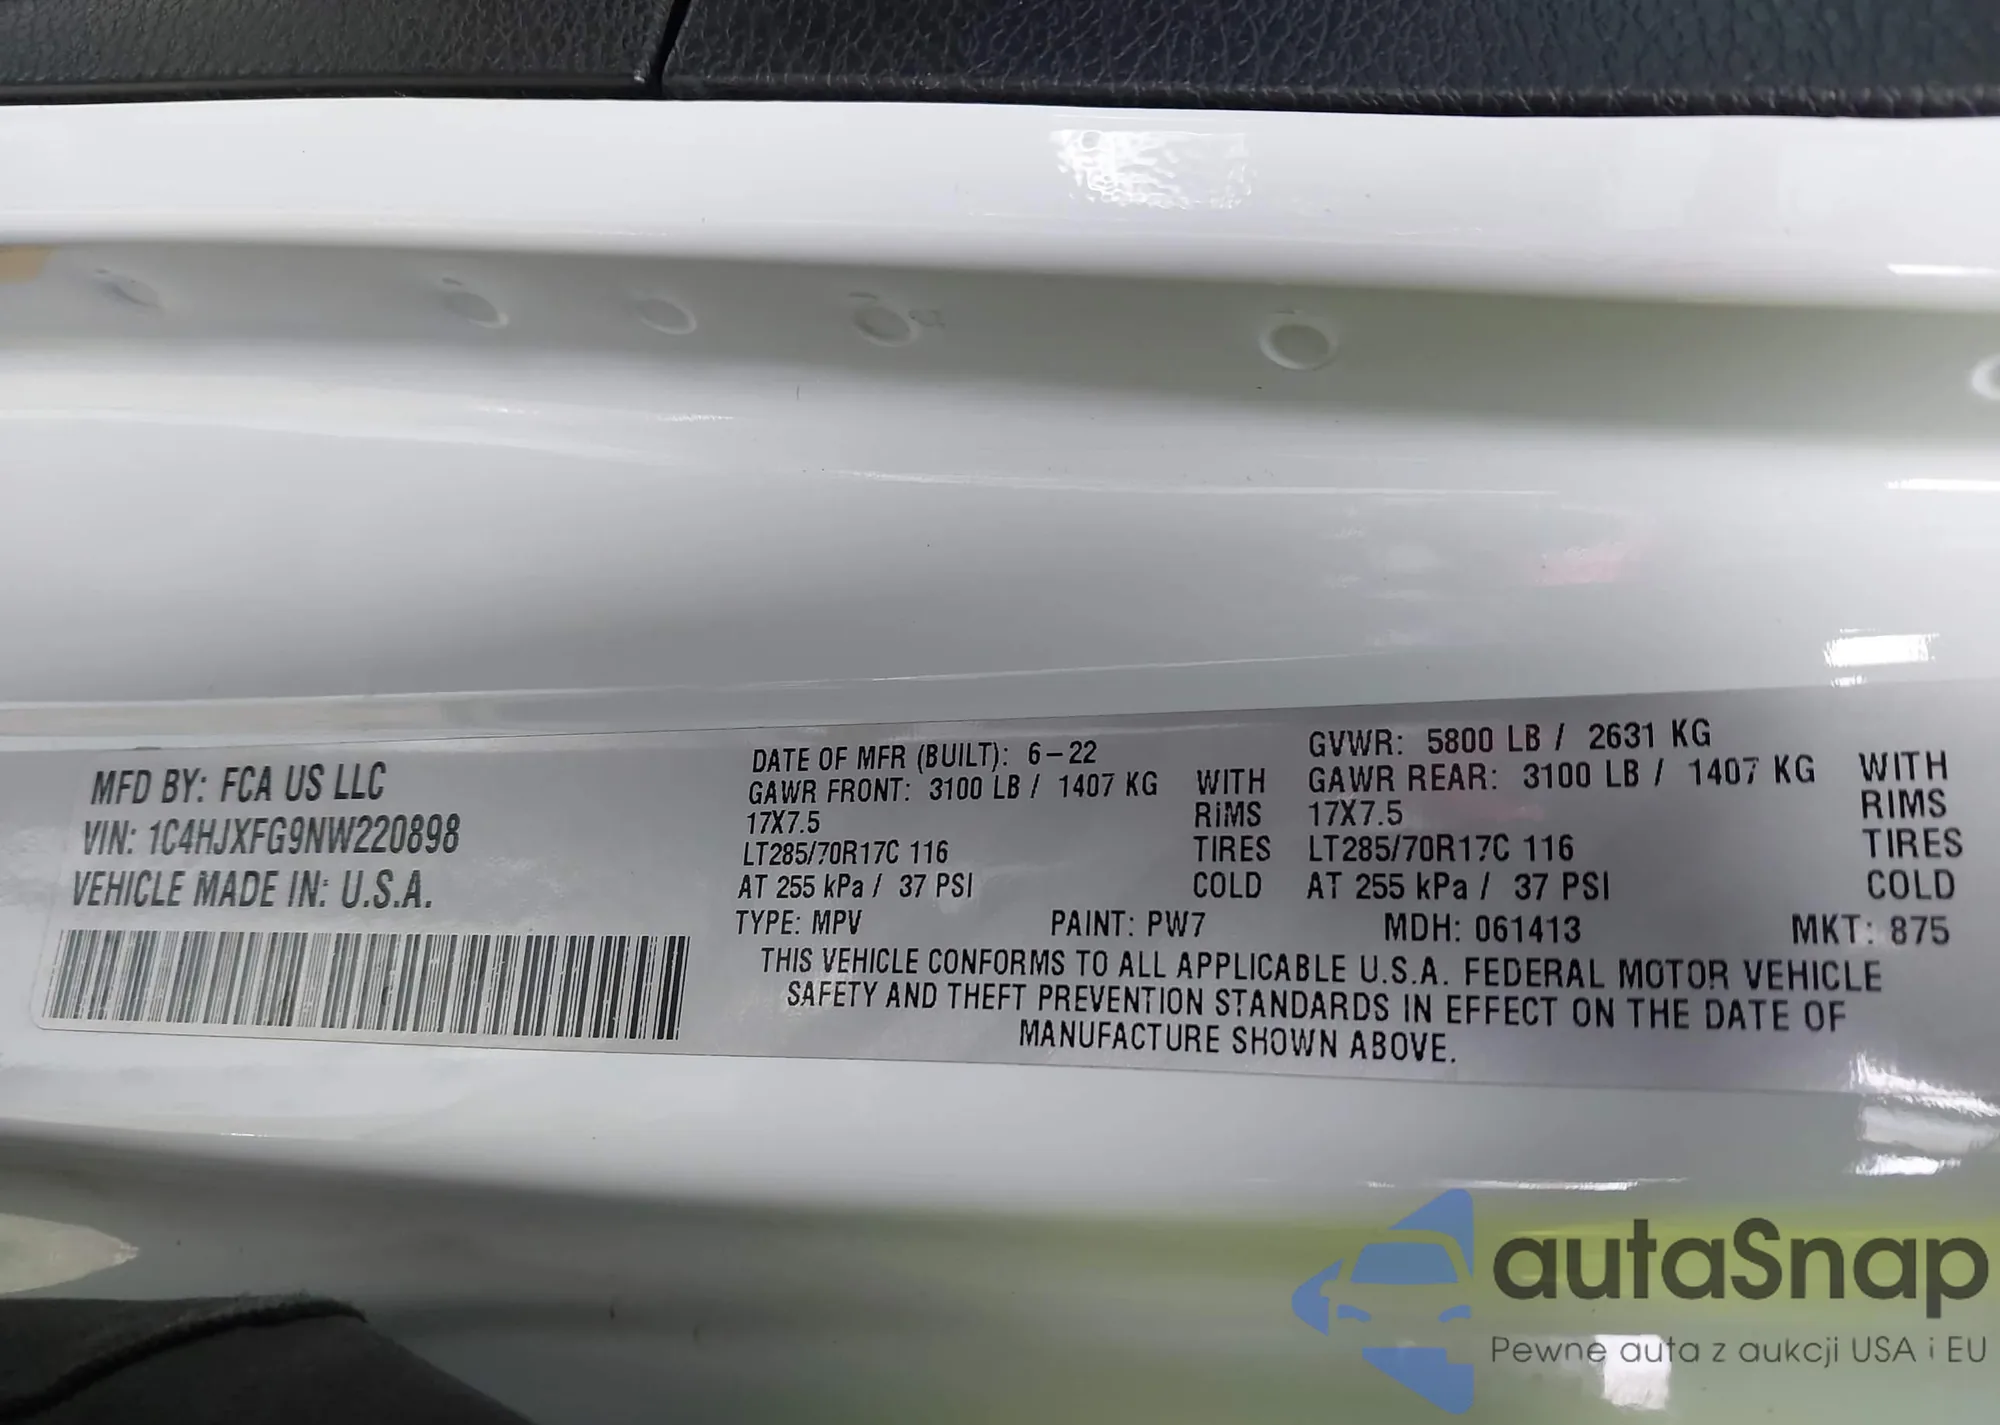 MFD BY: FCA US LLC
VIN: 1C4HJXFG9NW220898
VEHICLE MADE IN: U.S.A.
DATE OF MFR (BUILT): 6-22 GVWR: 5800 LB / 2631 KG
GAWR FRONT: 3100 LB / 1407 KG WITH GAWR REAR: 3100 LB / 1407 KG WITH
17X7.5 RIMS 17X7.5 RIMS
LT285/70R17C 116 TIRES LT285/70R17C 116 TIRES
AT 255 kPa / 37 PSI COLD AT 255 kPa / 37 PSI COLD
TYPE: MPV PAINT: PW7 MDH: 061413 MKT: 875
THIS VEHICLE CONFORMS TO ALL APPLICABLE U.S.A. FEDERAL MOTOR VEHICLE
SAFETY AND THEFT PREVENTION STANDARDS IN EFFECT ON THE DATE OF
MANUFACTURE SHOWN ABOVE.
autaSnap
Pewne auta z aukcji USA i EU